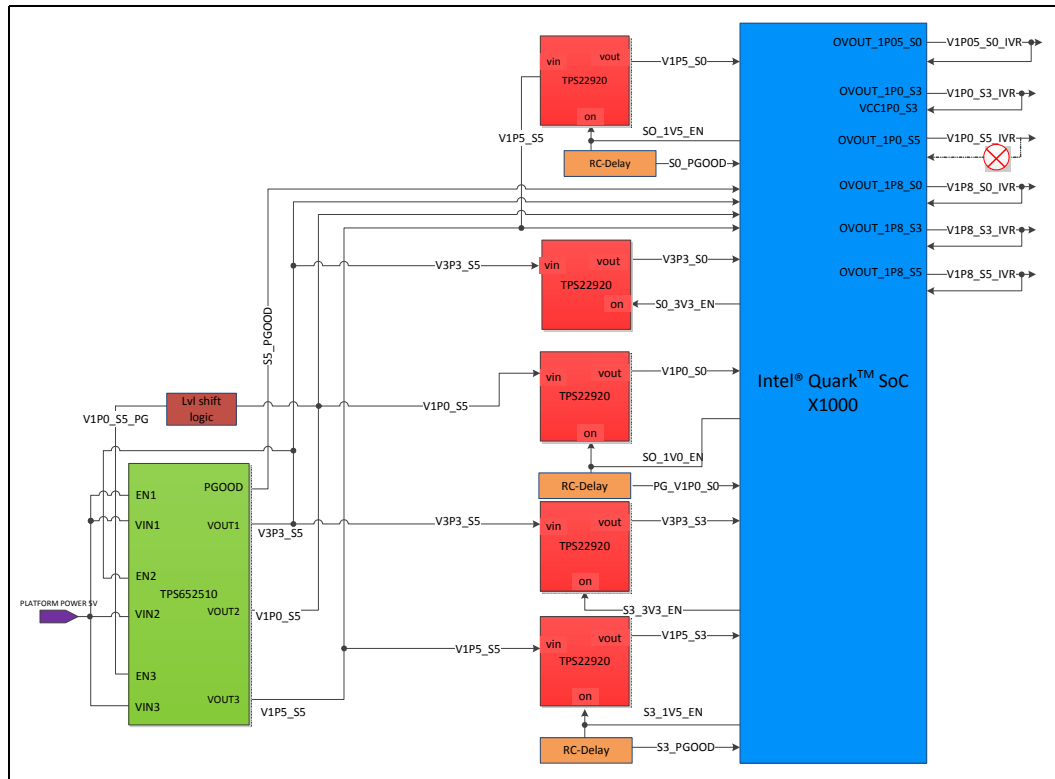 vin
vout
TPS22920
on
V1P5_S0
V1P5_S5
SO_1V5_EN
RC-Delay
S0_PGOOD
OVOUT_1P05_S0
V1P05_S0_IVR
OVOUT_1P0_S3
V1P0_S3_IVR
VCC1P0_S3
OVOUT_1P0_S5
V1P0_S5_IVR
OVOUT_1P8_S0
V1P8_S0_IVR
OVOUT_1P8_S3
V1P8_S3_IVR
OVOUT_1P8_S5
V1P8_S5_IVR
V3P3_S5
vin
vout
TPS22920
on
V3P3_S0
S0_3V3_EN
S5_PGOOD
Intel® Quark™ SoC
X1000
Lvl shift
logic
V1P0_S5_PG
V1P0_S5
vin
vout
TPS22920
on
V1P0_S0
SO_1V0_EN
RC-Delay
PG_V1P0_S0
PLATFORM POWER 5V
EN1
VIN1
EN2
VIN2
EN3
VIN3
TPS652510
PGOOD
VOUT1
VOUT2
VOUT3
V3P3_S5
V1P0_S5
V1P5_S5
V3P3_S5
vin
vout
TPS22920
on
V3P3_S3
S3_3V3_EN
V1P5_S5
vin
vout
TPS22920
on
V1P5_S3
S3_1V5_EN
RC-Delay
S3_PGOOD